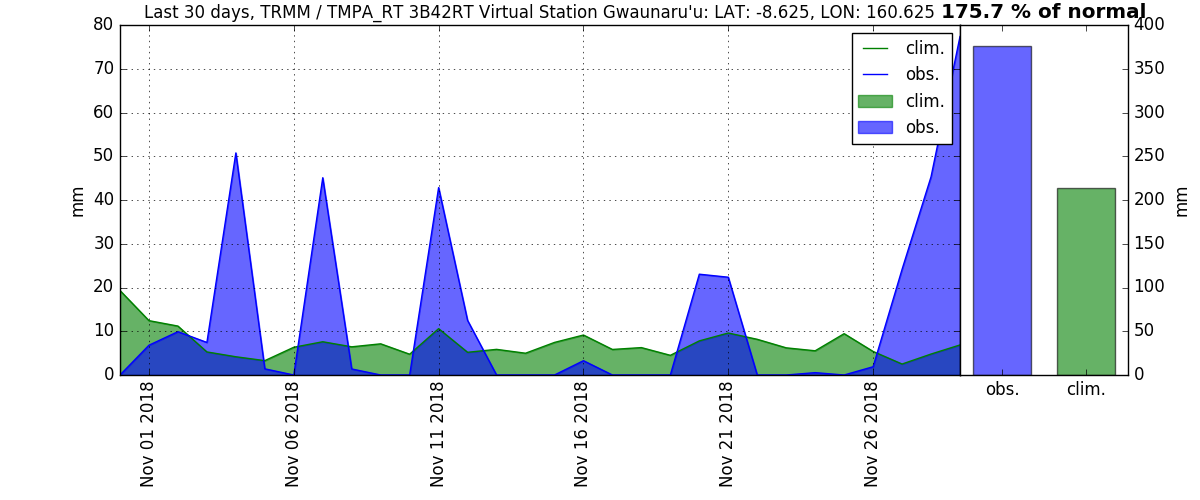 Last 30 days, TRMM / TMPA_RT 3B42RT Virtual Station Gwaunaru'u: LAT: -8.625, LON: 160.625 175.7 % of normal
80
70
60
50
40
30
20
10
0
mm
clim.
obs.
clim.
obs.
400
350
300
250
200
150
100
50
0
mm
Nov 01 2018
Nov 06 2018
Nov 11 2018
Nov 16 2018
Nov 21 2018
Nov 26 2018
obs.
clim.